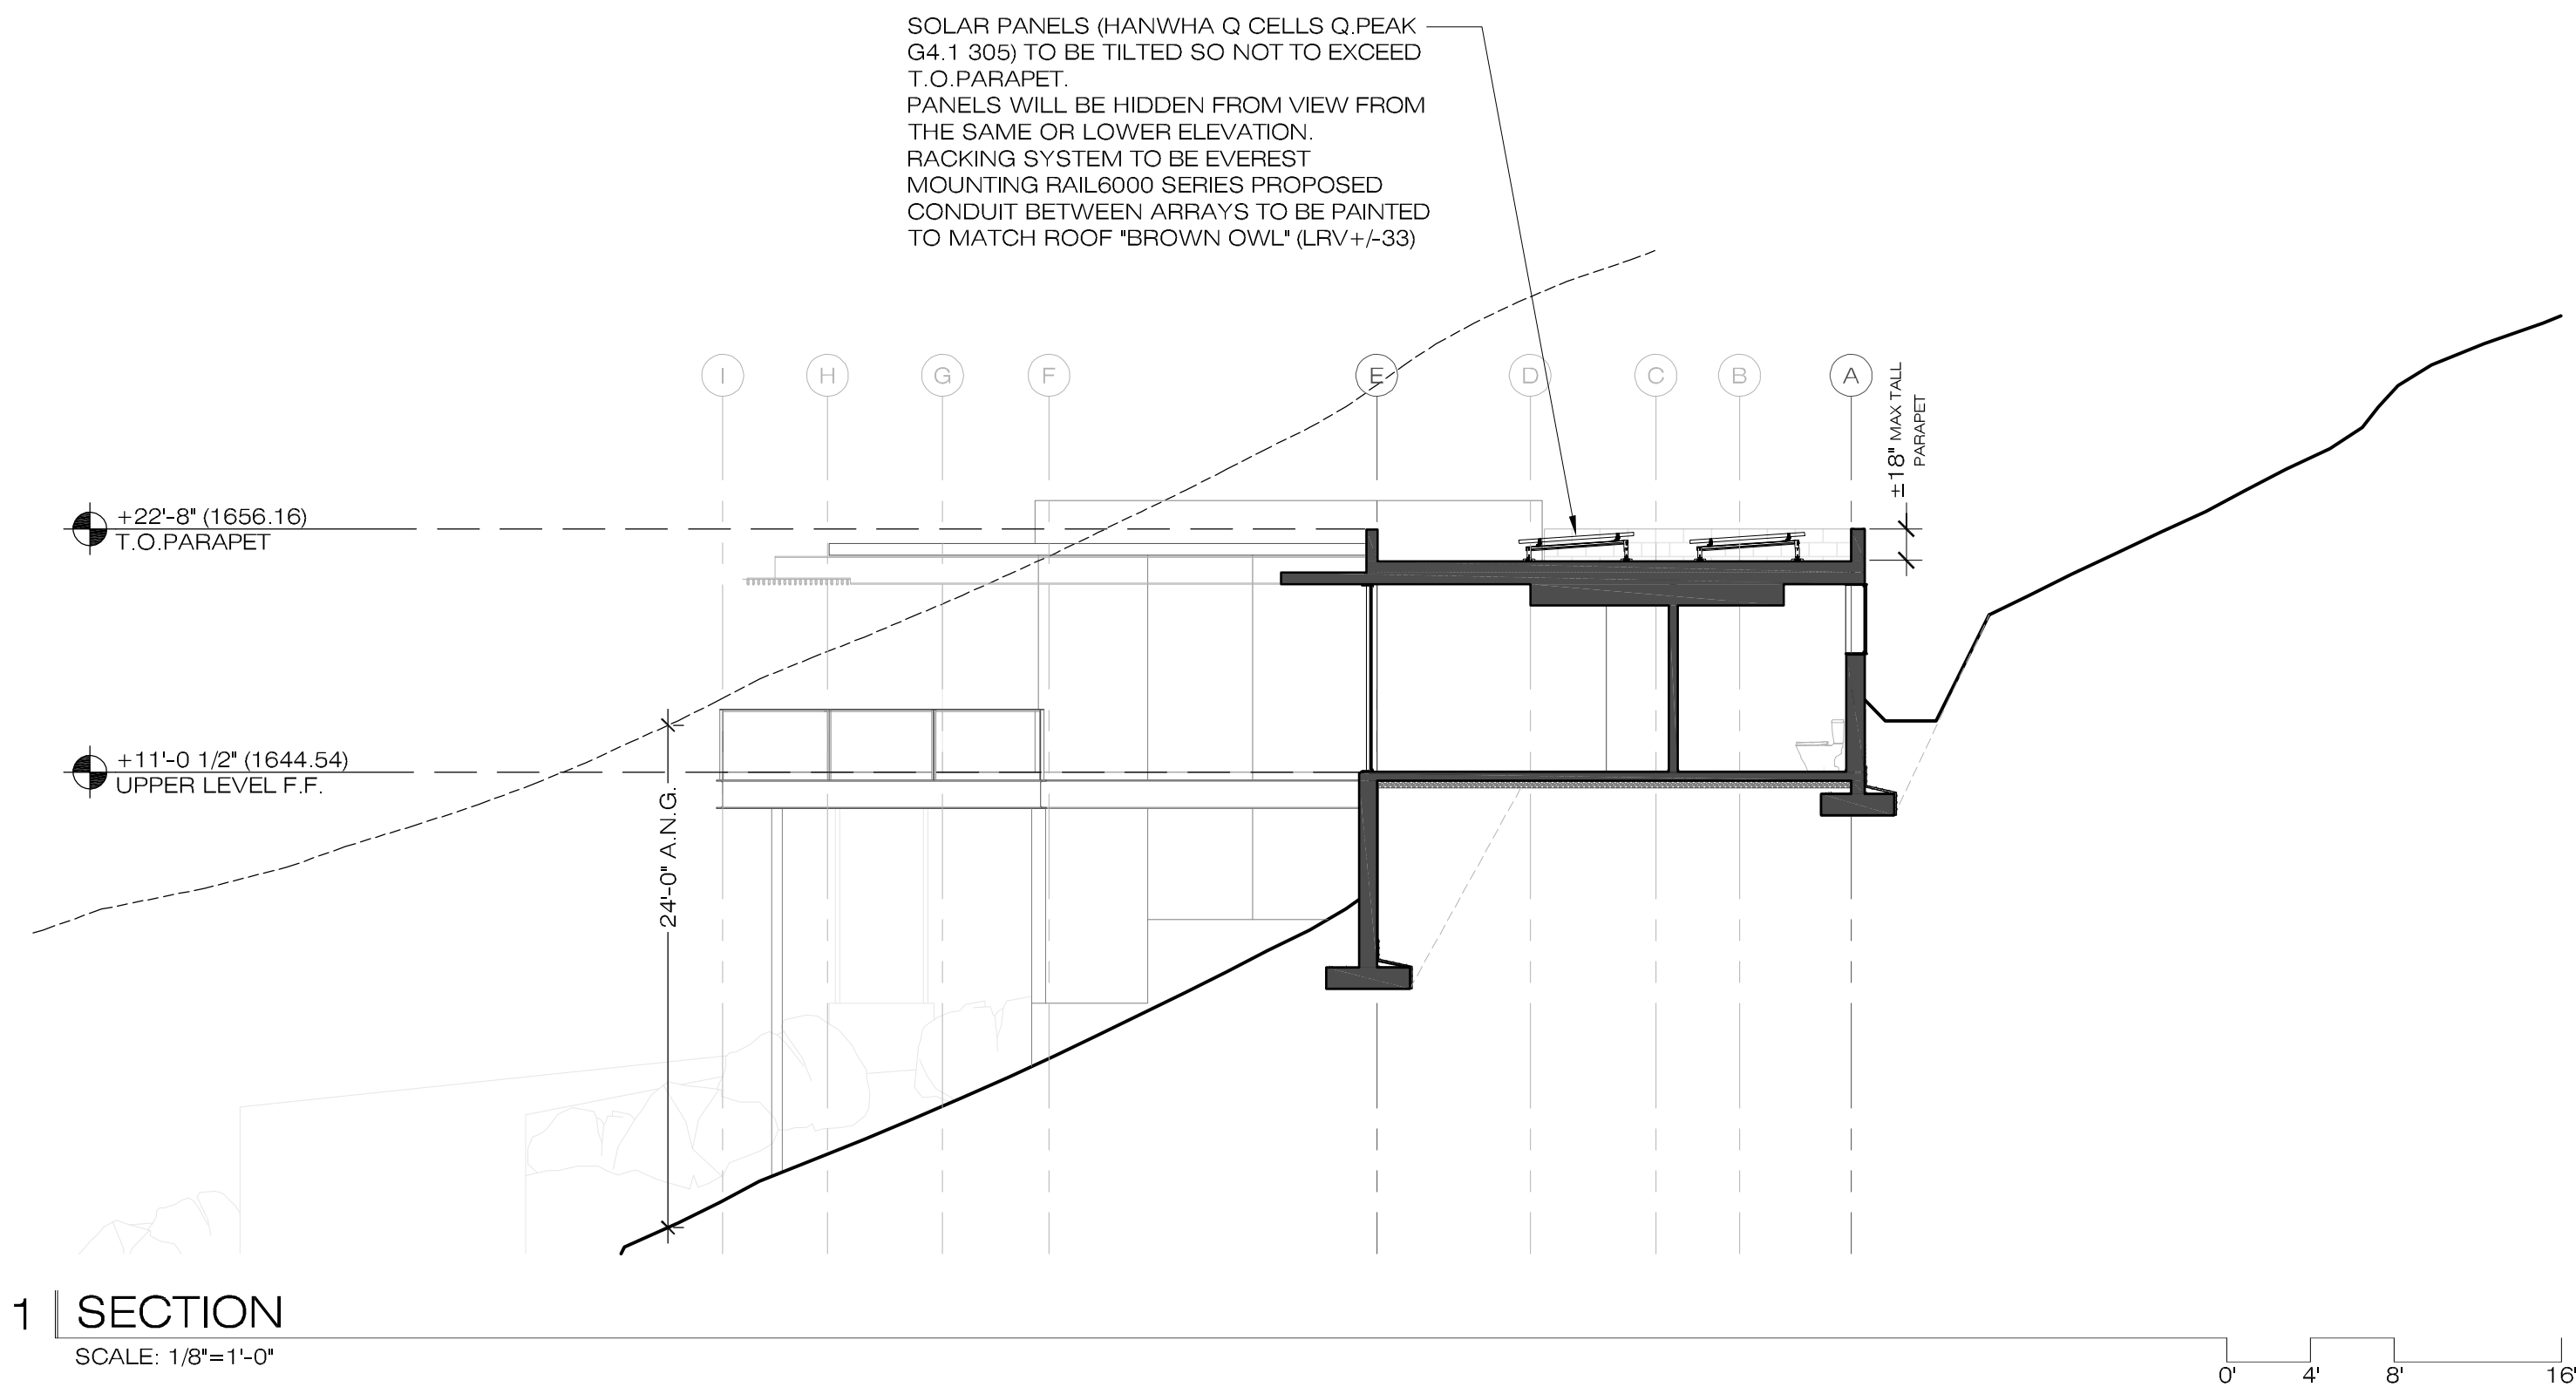 SOLAR PANELS (HANWHA Q CELLS Q.PEAK
G4.1 305) TO BE TILTED SO NOT TO EXCEED
T.O.PARAPET.
PANELS WILL BE HIDDEN FROM VIEW FROM
THE SAME OR LOWER ELEVATION.
RACKING SYSTEM TO BE EVEREST
MOUNTING RAIL6000 SERIES PROPOSED
CONDUIT BETWEEN ARRAYS TO BE PAINTED
TO MATCH ROOF "BROWN OWL" (LRV+/-33)
I H G F E D C B A
±18" MAX TALL
PARAPET
+22'-8" (1656.16)
T.O.PARAPET
+11'-0 1/2" (1644.54)
UPPER LEVEL F.F.
24'-0" A.N.G.
1 SECTION
SCALE: 1/8"=1'-0"
0' 4' 8' 16'